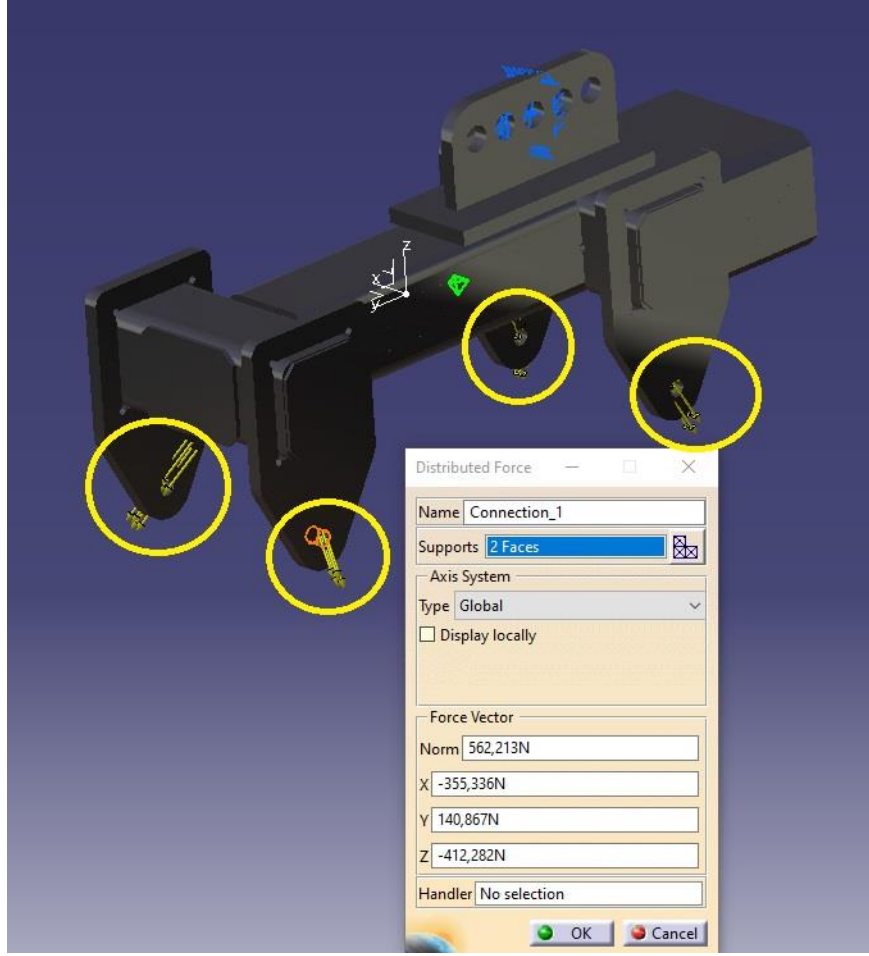 z
x
y
Distributed Force
Name Connection_1
Supports 2 Faces
Axis System
Type Global
Display locally
Force Vector
Norm 562,213N
X -355,336N
Y 140,867N
Z -412,282N
Handler No selection
OK Cancel